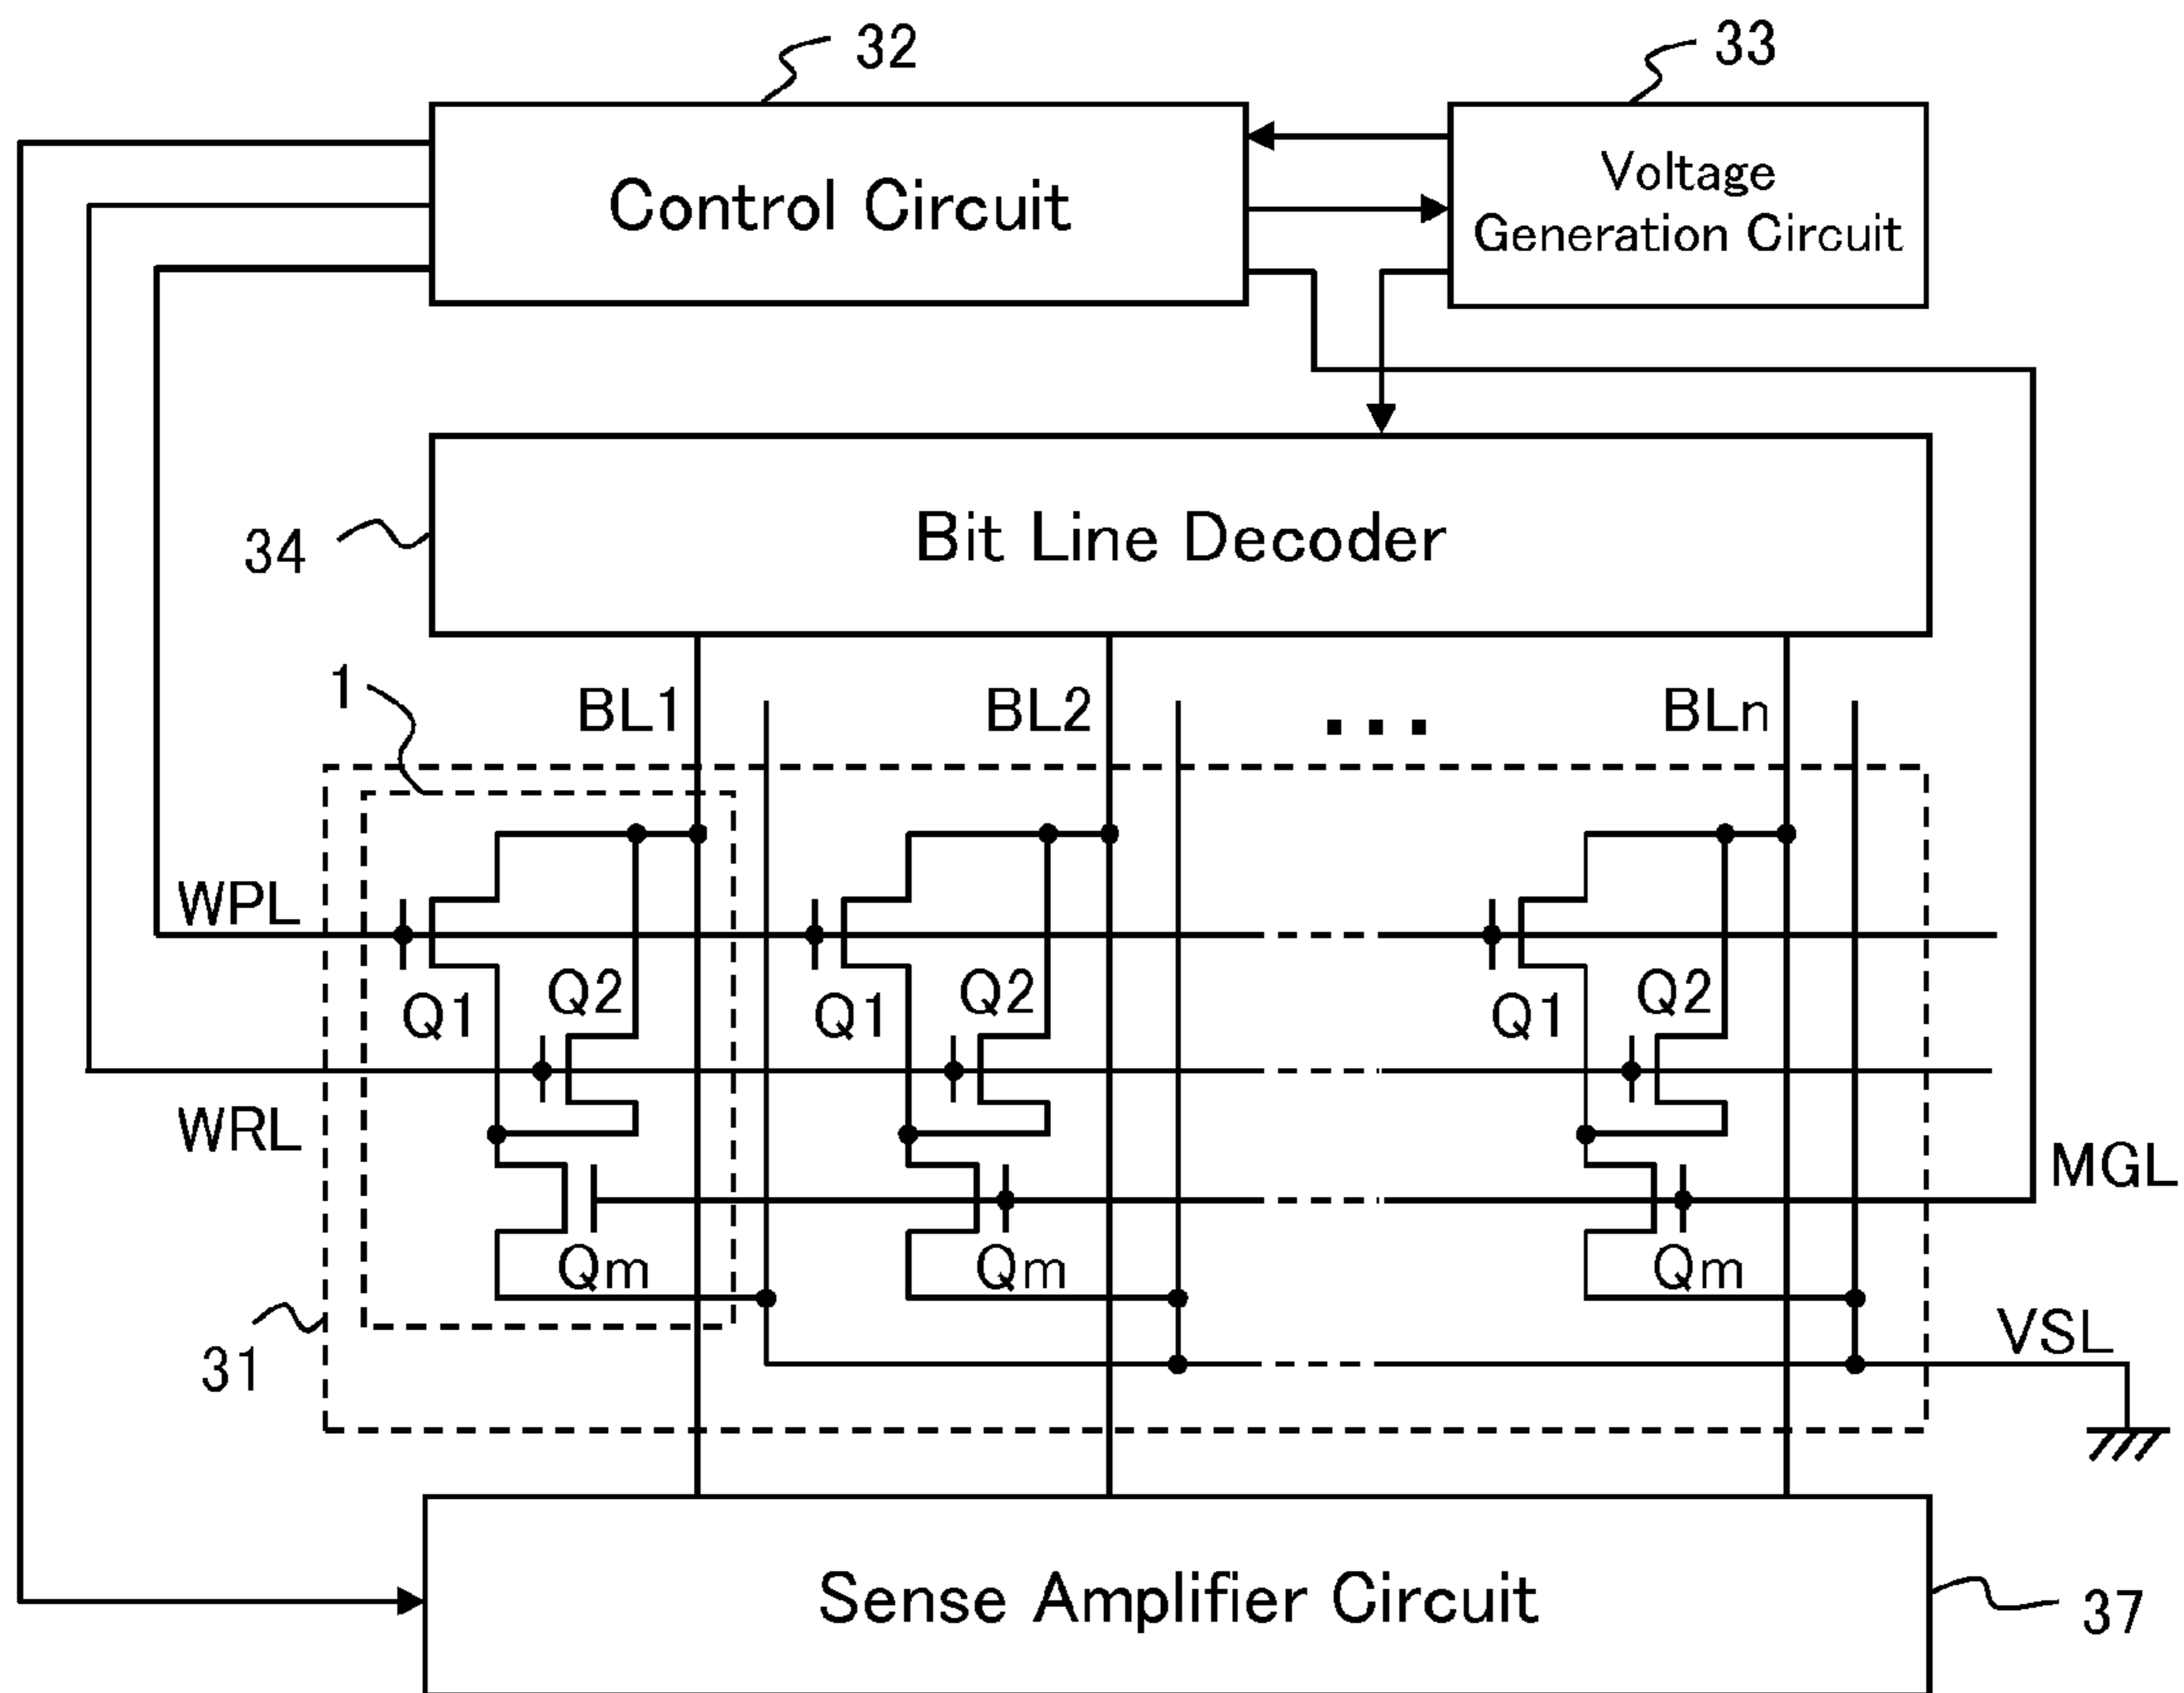 32
33
Control Circuit
Voltage
Generation Circuit
34
Bit Line Decoder
1
BL1
BL2
...
BLn
WPL
Q1
Q2
Q1
Q2
Q1
Q2
WRL
MGL
Qm
Qm
Qm
31
VSL
Sense Amplifier Circuit
37